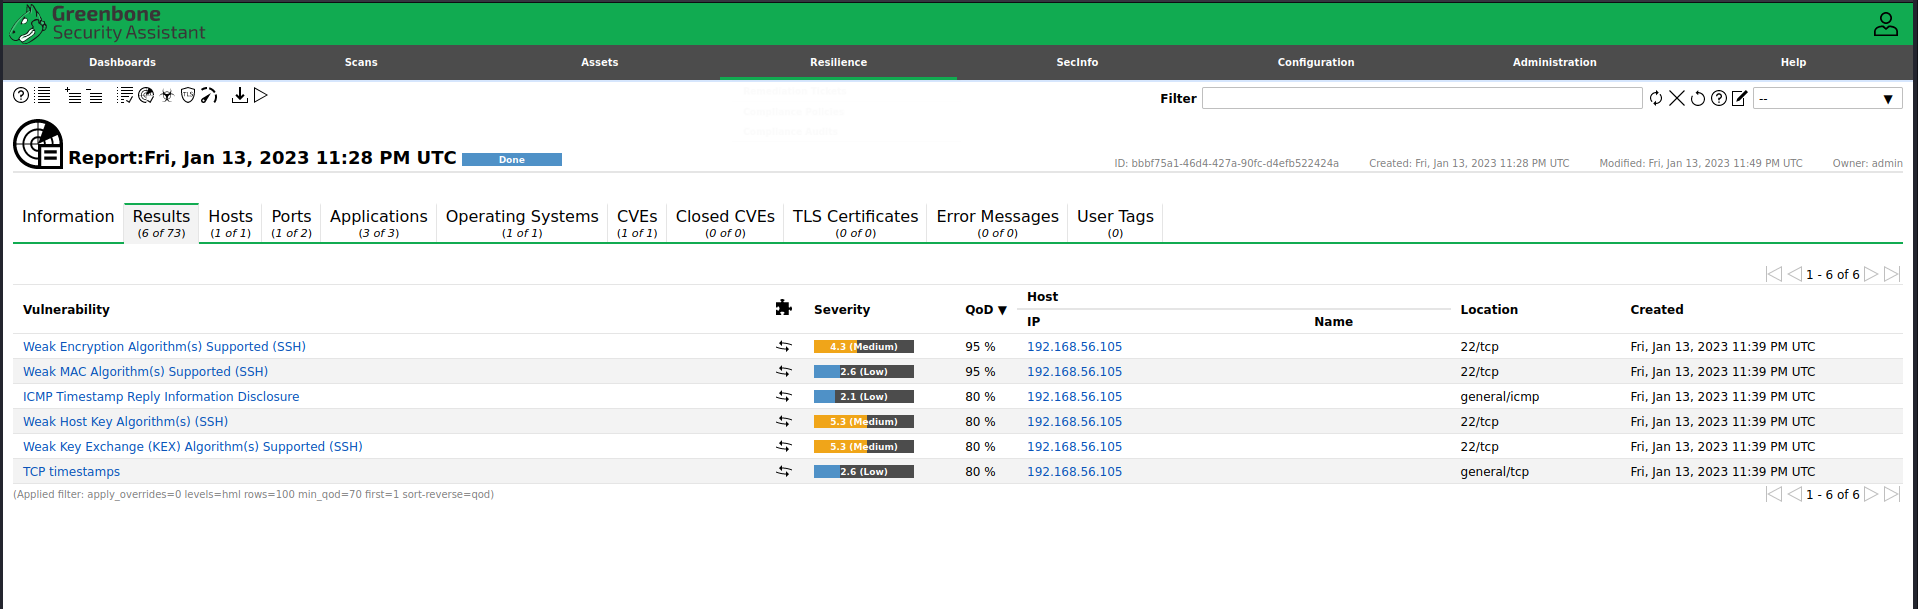 Greenbone
Security Assistant
Dashboards Scans Assets Resilience SecInfo Configuration Administration Help
Filter --
Report:Fri, Jan 13, 2023 11:28 PM UTC Done
ID: bbbf75a1-46d4-427a-90fc-d4efb522424a Created: Fri, Jan 13, 2023 11:28 PM UTC Modified: Fri, Jan 13, 2023 11:49 PM UTC Owner: admin
Information Results Hosts Ports Applications Operating Systems CVEs Closed CVEs TLS Certificates Error Messages User Tags
(6 of 73) (1 of 1) (1 of 2) (3 of 3) (1 of 1) (1 of 1) (0 of 0) (0 of 0) (0 of 0) (0)
1 - 6 of 6
Vulnerability Severity QoD ▼ Host Location Created
IP Name
Weak Encryption Algorithm(s) Supported (SSH) 4.3 (Medium) 95 % 192.168.56.105 22/tcp Fri, Jan 13, 2023 11:39 PM UTC
Weak MAC Algorithm(s) Supported (SSH) 2.6 (Low) 95 % 192.168.56.105 22/tcp Fri, Jan 13, 2023 11:39 PM UTC
ICMP Timestamp Reply Information Disclosure 2.1 (Low) 80 % 192.168.56.105 general/icmp Fri, Jan 13, 2023 11:39 PM UTC
Weak Host Key Algorithm(s) (SSH) 5.3 (Medium) 80 % 192.168.56.105 22/tcp Fri, Jan 13, 2023 11:39 PM UTC
Weak Key Exchange (KEX) Algorithm(s) Supported (SSH) 5.3 (Medium) 80 % 192.168.56.105 22/tcp Fri, Jan 13, 2023 11:39 PM UTC
TCP timestamps 2.6 (Low) 80 % 192.168.56.105 general/tcp Fri, Jan 13, 2023 11:39 PM UTC
(Applied filter: apply_overrides=0 levels=hml rows=100 min_qod=70 first=1 sort-reverse=qod)
1 - 6 of 6